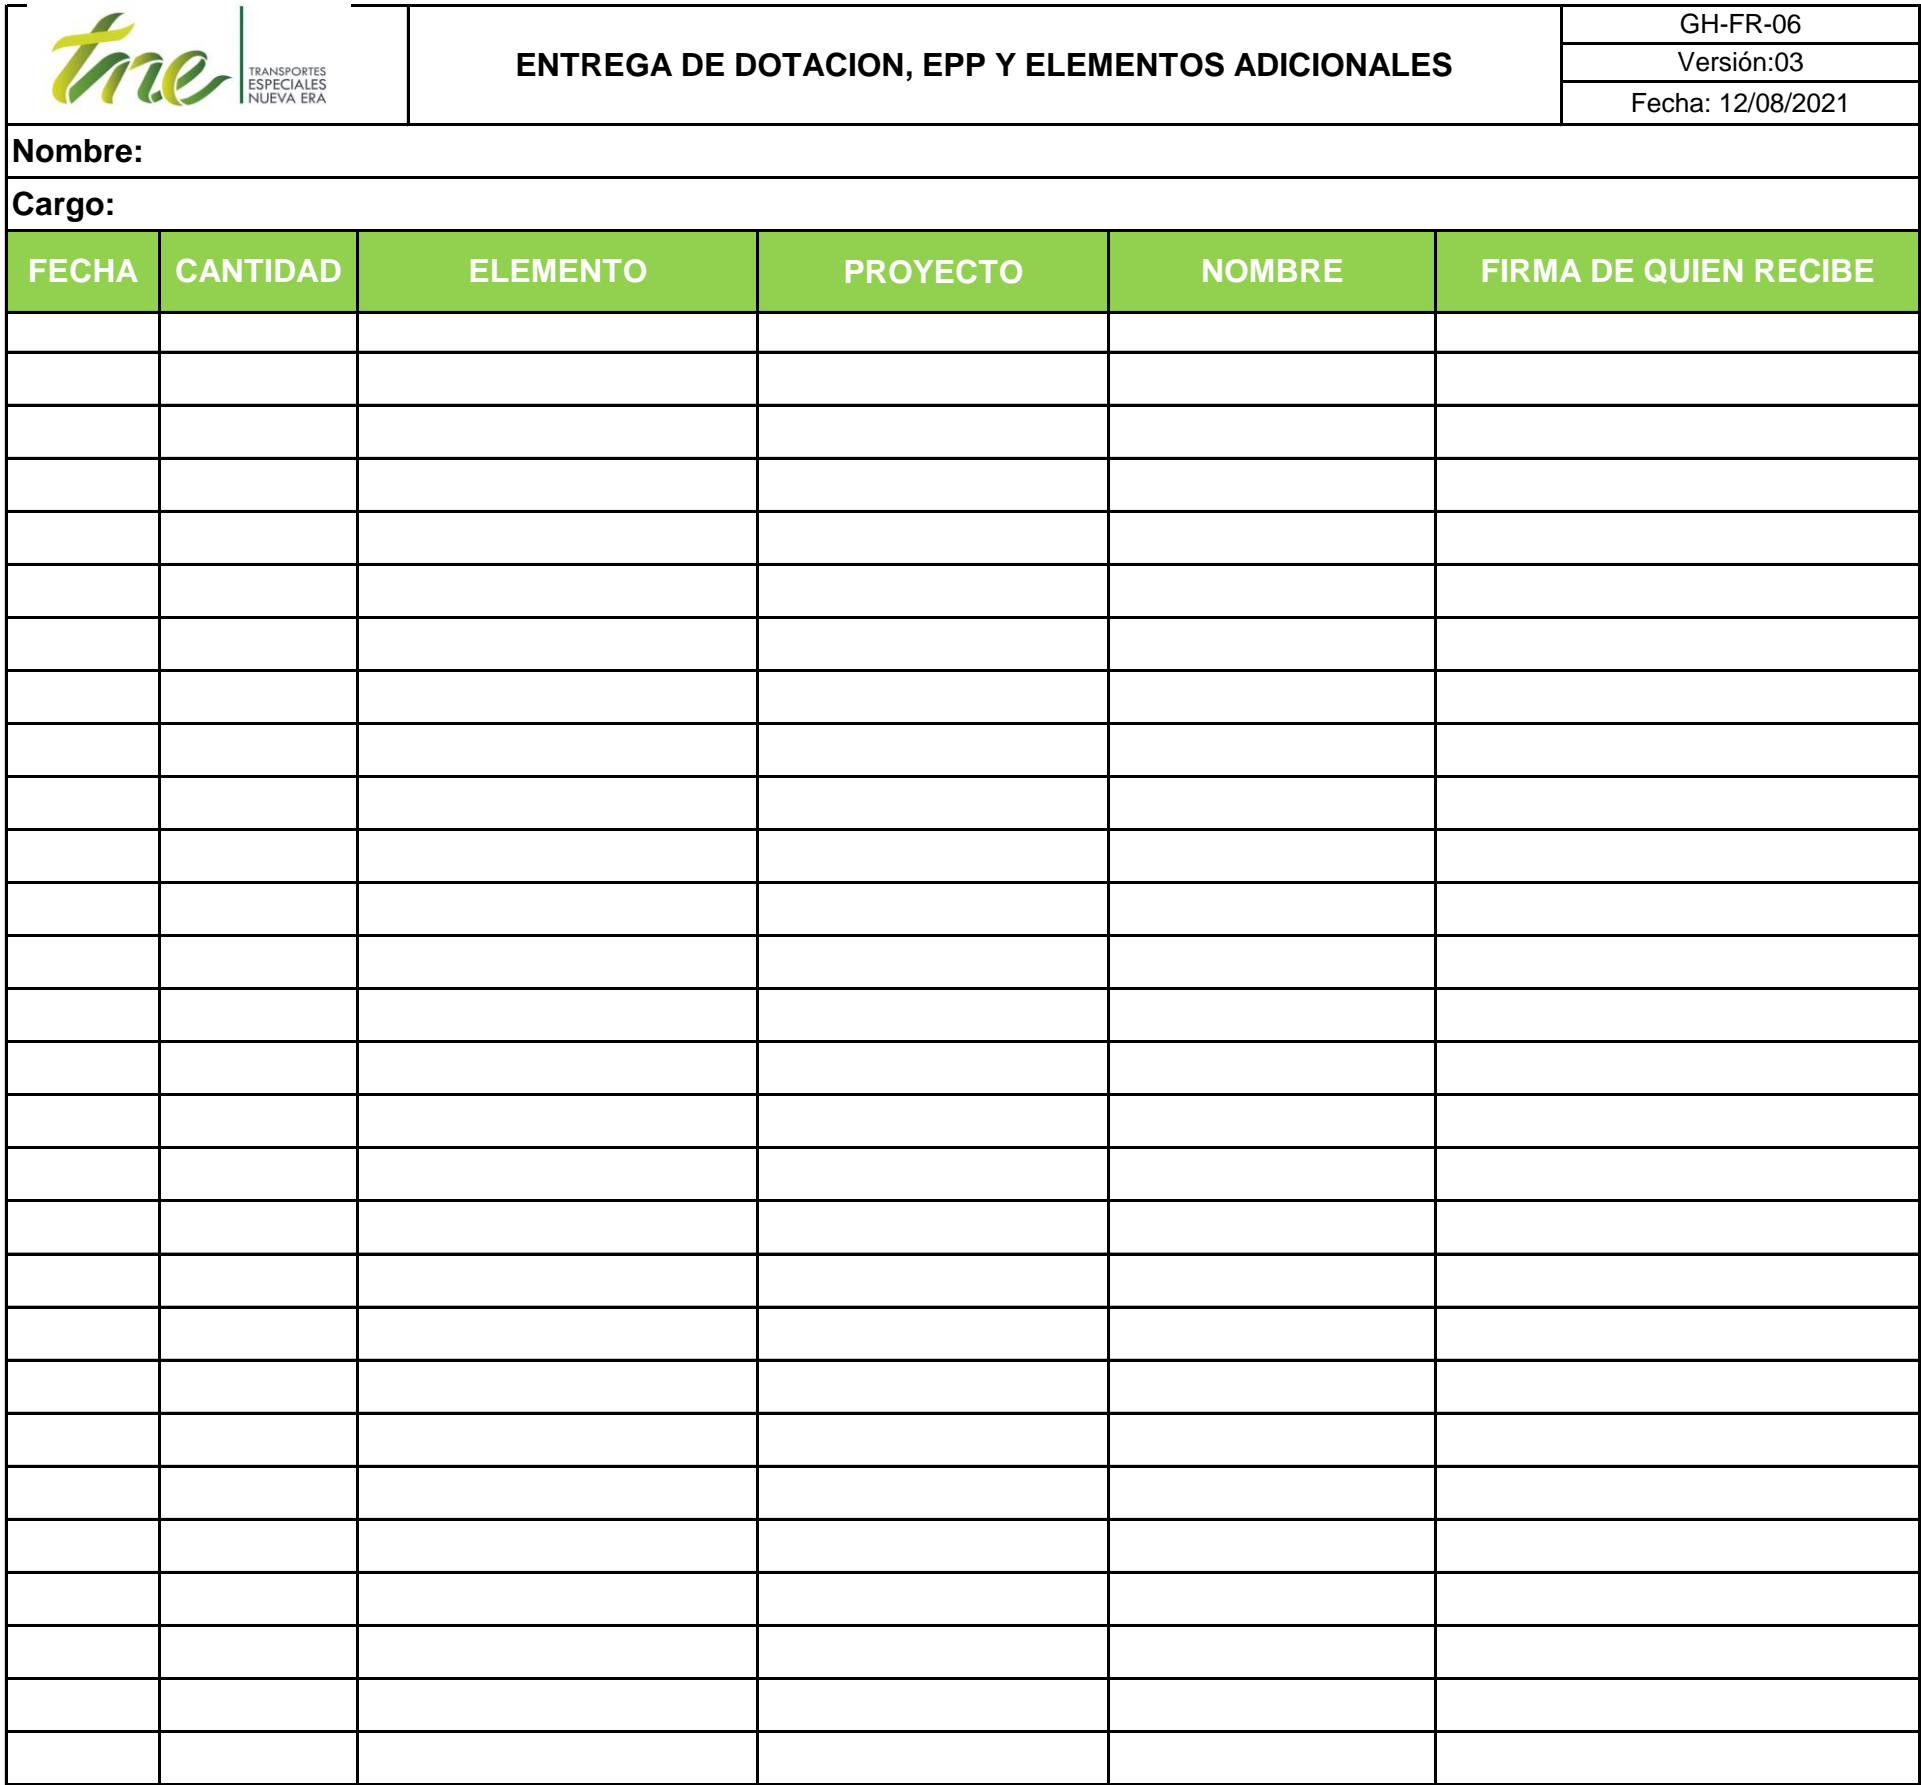 tne
TRANSPORTES
ESPECIALES
NUEVA ERA
ENTREGA DE DOTACION, EPP Y ELEMENTOS ADICIONALES
GH-FR-06
Versión:03
Fecha: 12/08/2021
Nombre:
Cargo:
FECHA CANTIDAD ELEMENTO PROYECTO NOMBRE FIRMA DE QUIEN RECIBE